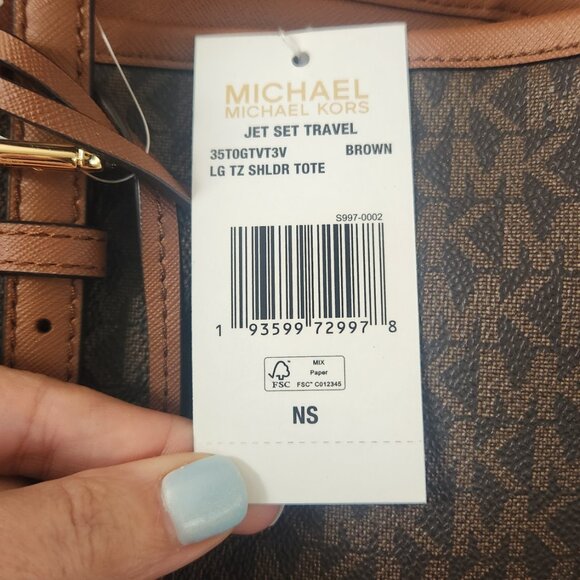 MICHAEL
MICHAEL KORS
JET SET TRAVEL
35T0GTVT3V BROWN
LG TZ SHLDR TOTE
S997-0002
1 93599 72997 8
FSC
MIX
Paper
FSC™ C012345
NS